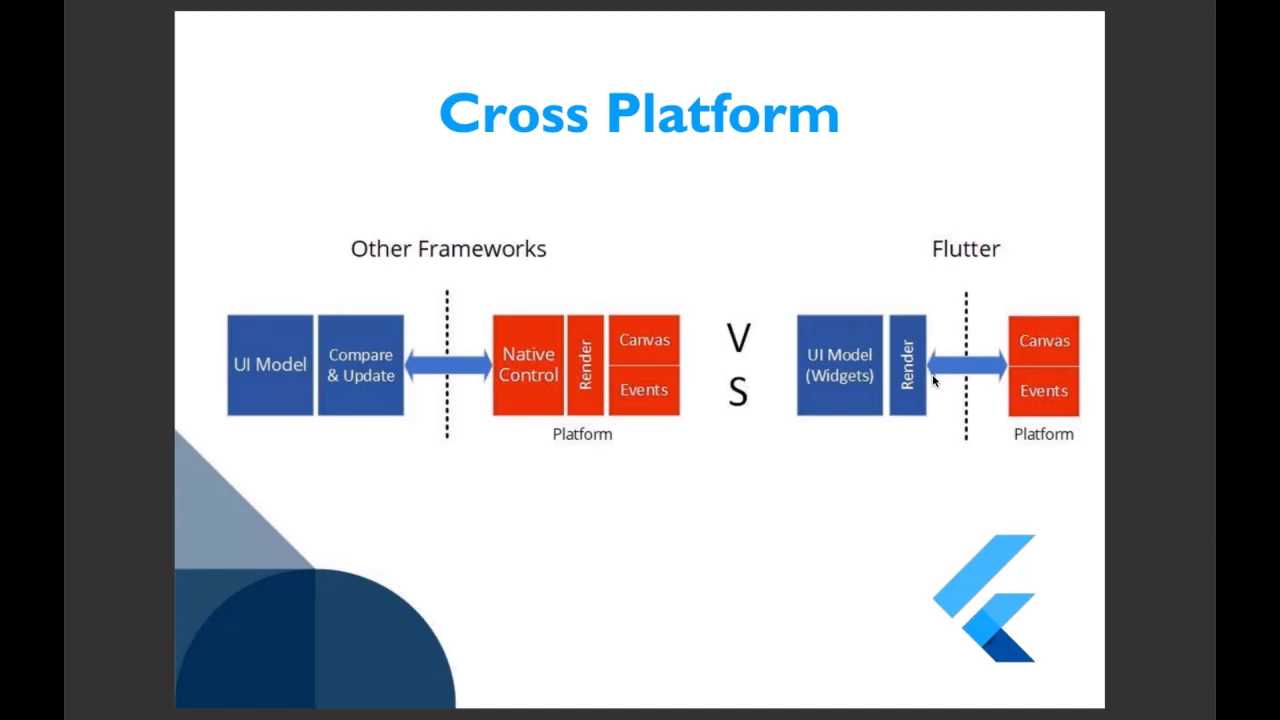 Cross Platform
Other Frameworks
UI Model
Compare
& Update
Native
Control
Render
Canvas
Events
Platform
V
S
Flutter
UI Model
(Widgets)
Render
Canvas
Events
Platform